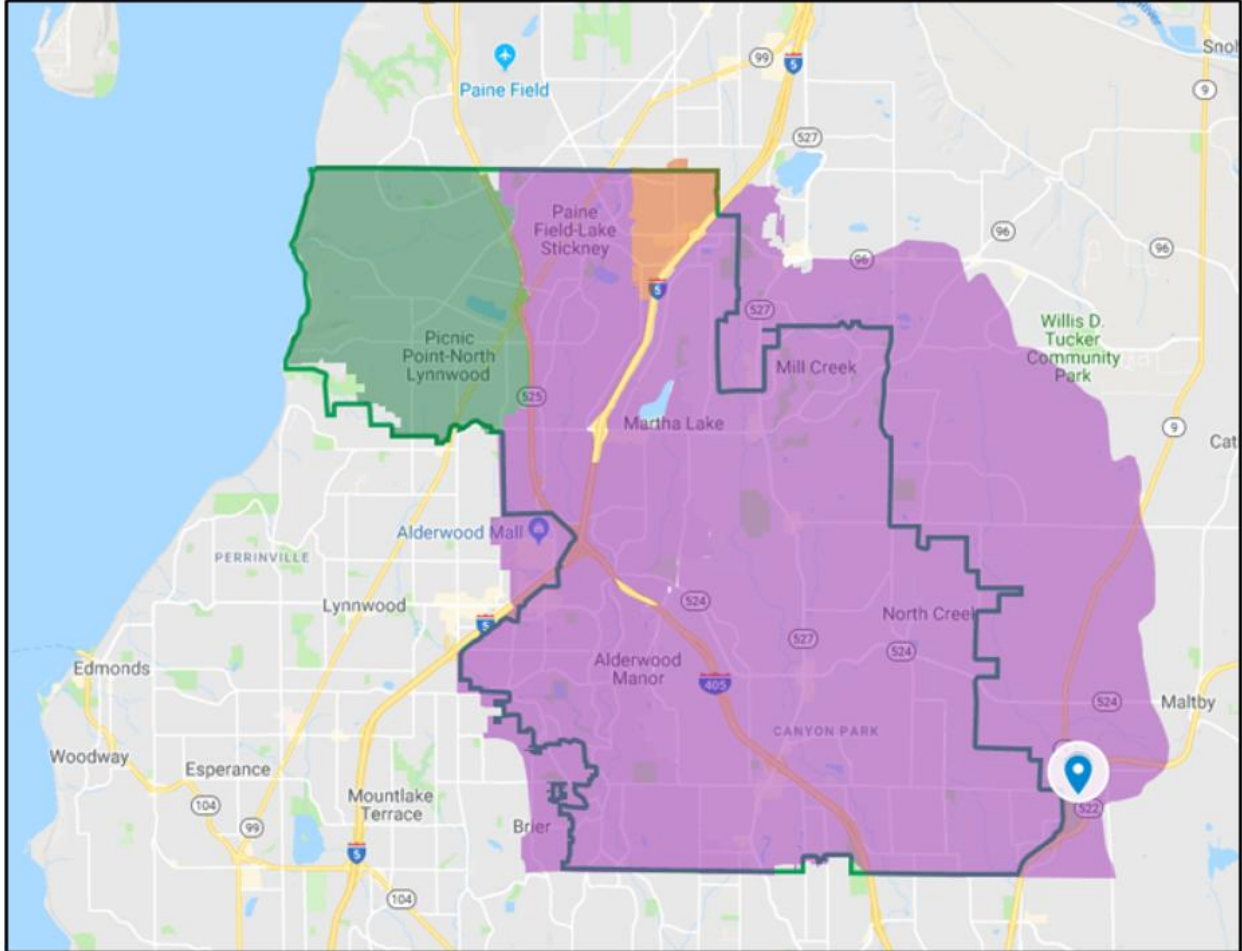 River
Snoh
99
5
Paine Field
9
527
Paine
Field-Lake
Stickney
96
96
96
5
527
Willis D.
Tucker
Community
Park
Picnic
Point-North
Lynnwood
Mill Creek
525
Martha Lake
9
Cat
Alderwood Mall
PERRINVILLE
524
Lynnwood
North Creek
5
527
524
Edmonds
Alderwood
Manor
405
524
Maltby
CANYON PARK
Woodway
Esperance
104
Mountlake
Terrace
522
99
Brier
5
104